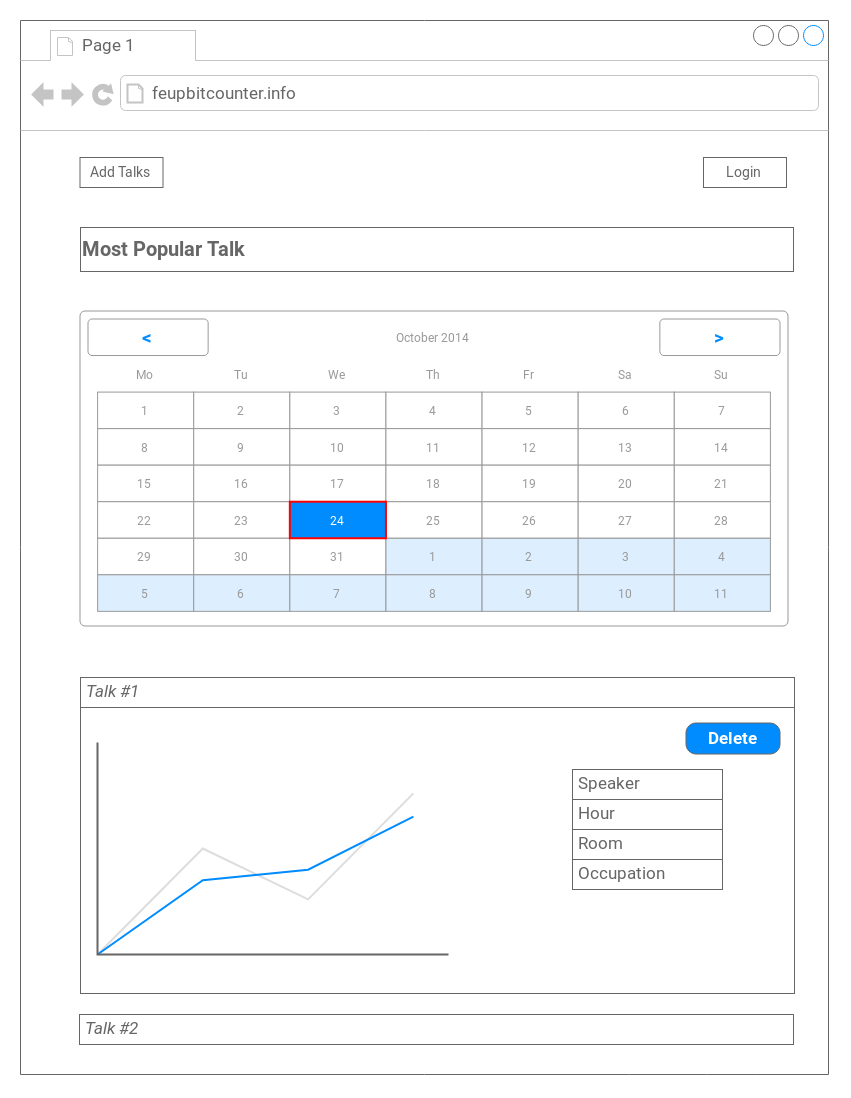 Page 1
feupbitcounter.info
Add Talks Login
Most Popular Talk
< October 2014 >
Mo Tu We Th Fr Sa Su
1 2 3 4 5 6 7
8 9 10 11 12 13 14
15 16 17 18 19 20 21
22 23 24 25 26 27 28
29 30 31 1 2 3 4
5 6 7 8 9 10 11
Talk #1
Delete
Speaker
Hour
Room
Occupation
Talk #2